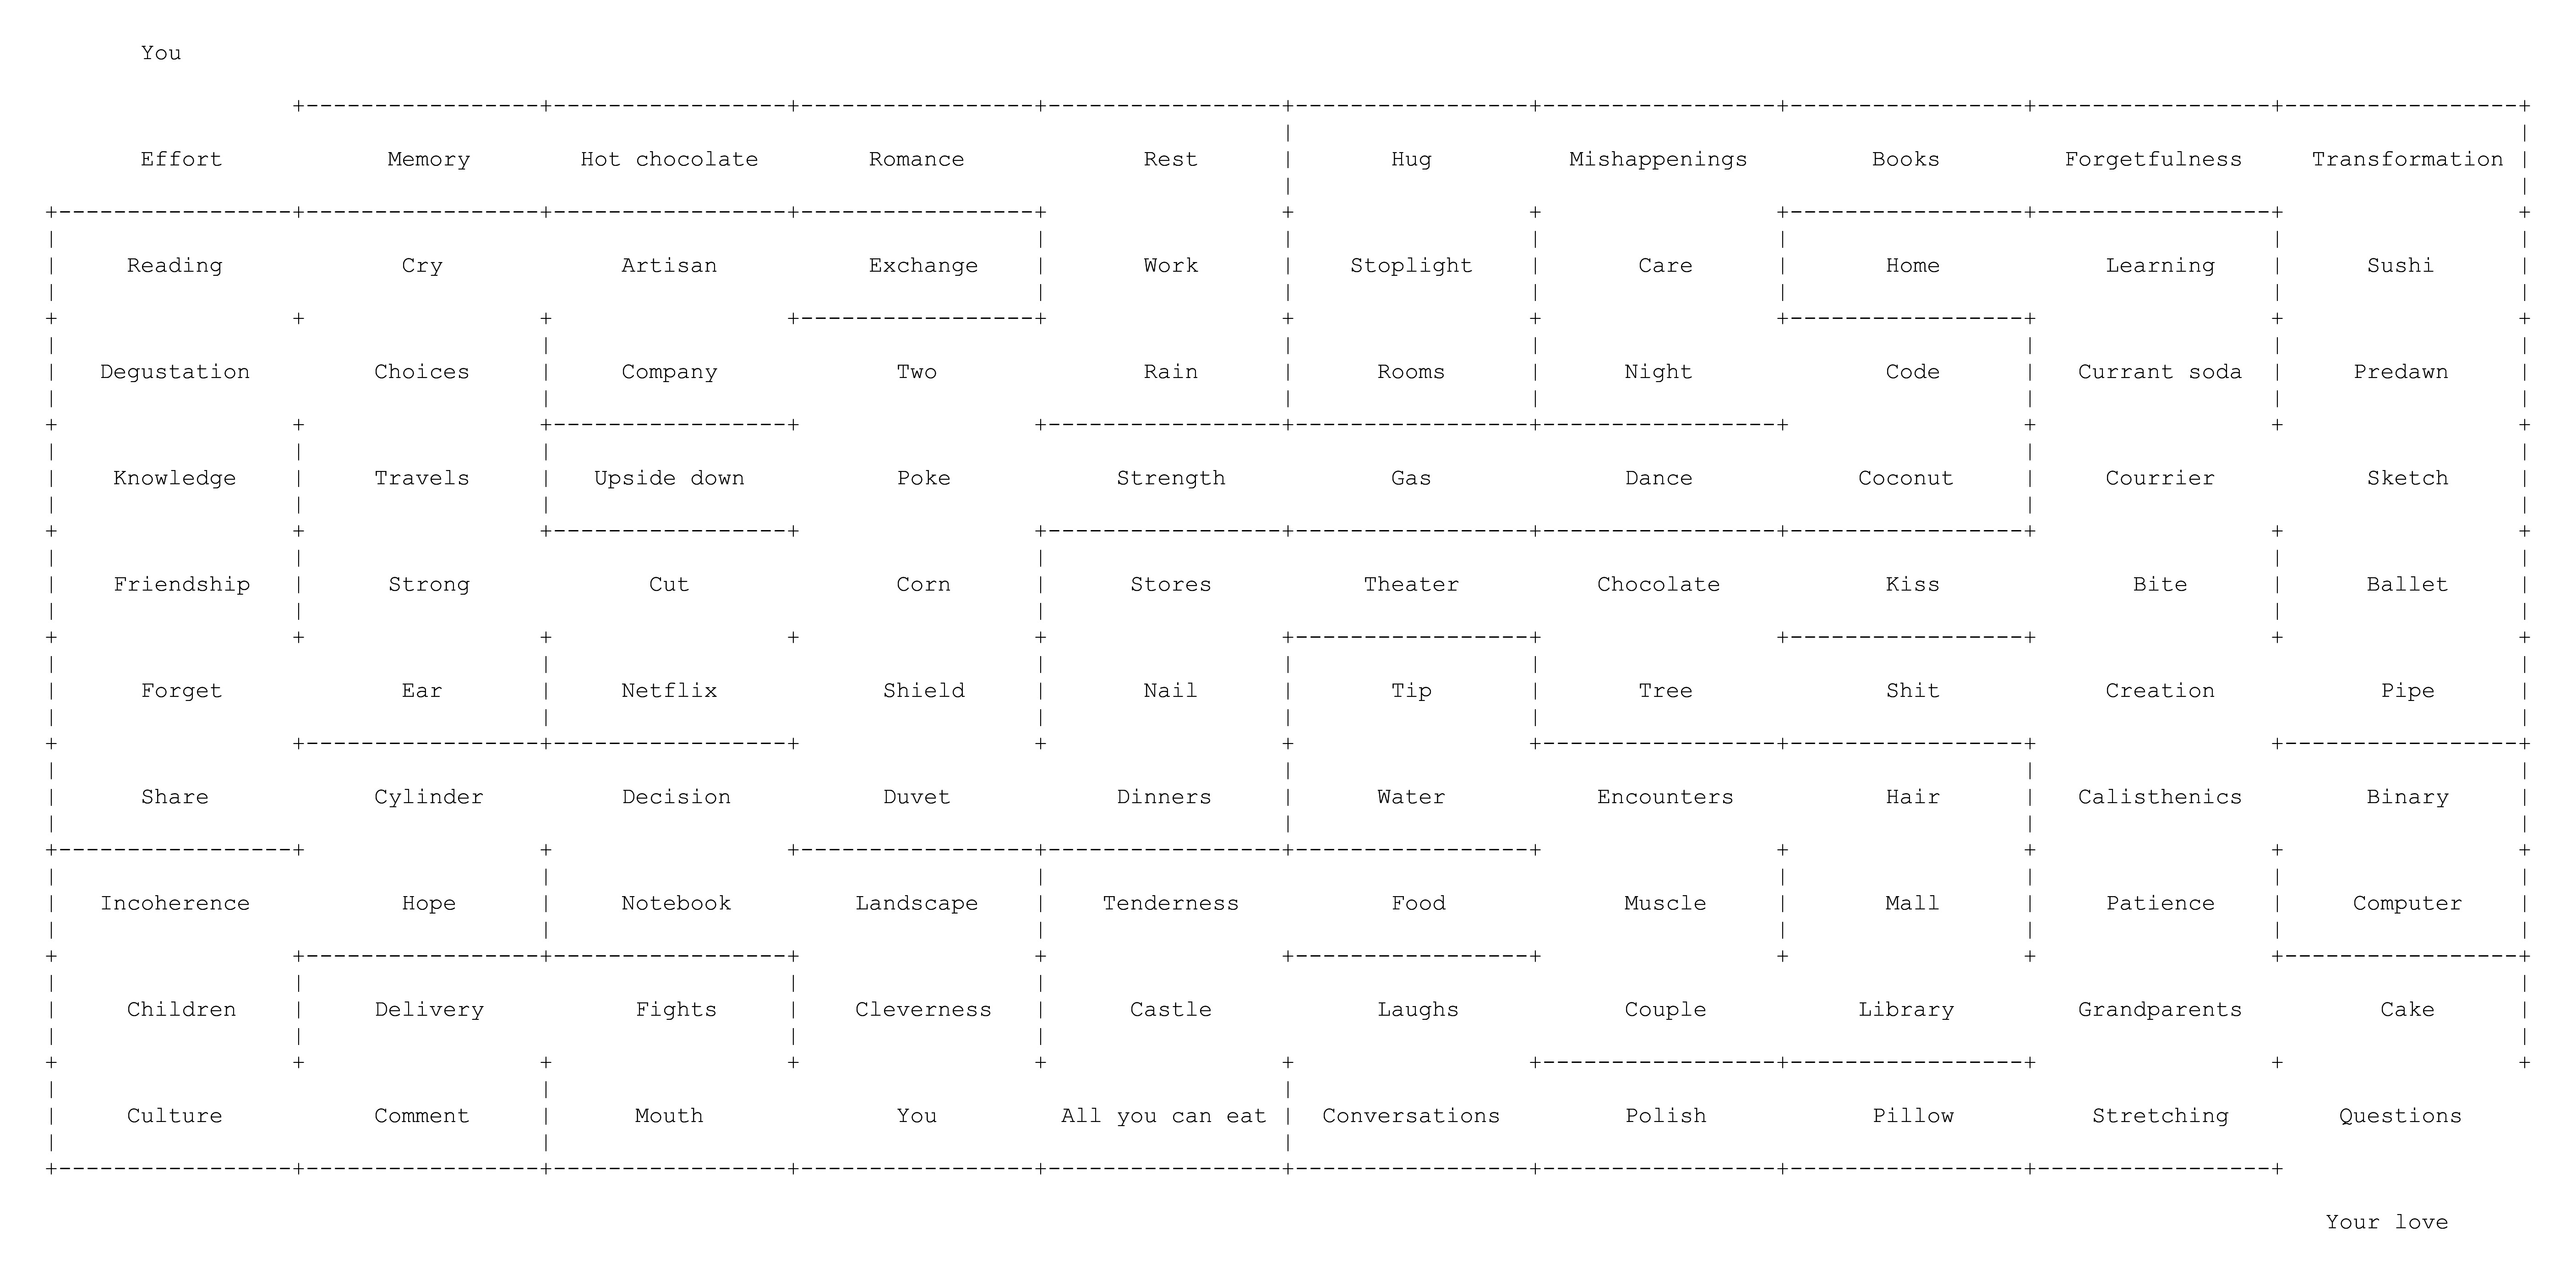 You
Effort Memory Hot chocolate Romance Rest Hug Mishappenings Books Forgetfulness Transformation
Reading Cry Artisan Exchange Work Stoplight Care Home Learning Sushi
Degustation Choices Company Two Rain Rooms Night Code Currant soda Predawn
Knowledge Travels Upside down Poke Strength Gas Dance Coconut Courrier Sketch
Friendship Strong Cut Corn Stores Theater Chocolate Kiss Bite Ballet
Forget Ear Netflix Shield Nail Tip Tree Shit Creation Pipe
Share Cylinder Decision Duvet Dinners Water Encounters Hair Calisthenics Binary
Incoherence Hope Notebook Landscape Tenderness Food Muscle Mall Patience Computer
Children Delivery Fights Cleverness Castle Laughs Couple Library Grandparents Cake
Culture Comment Mouth You All you can eat Conversations Polish Pillow Stretching Questions
Your love